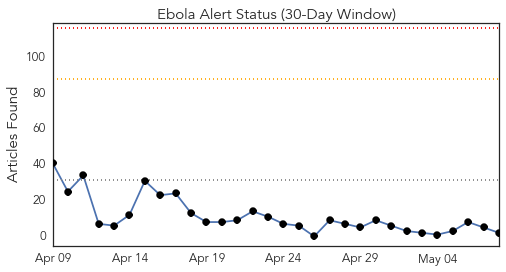 Ebola Alert Status (30-Day Window)
Articles Found
100
80
60
40
20
0
Apr 09
Apr 14
Apr 19
Apr 24
Apr 29
May 04